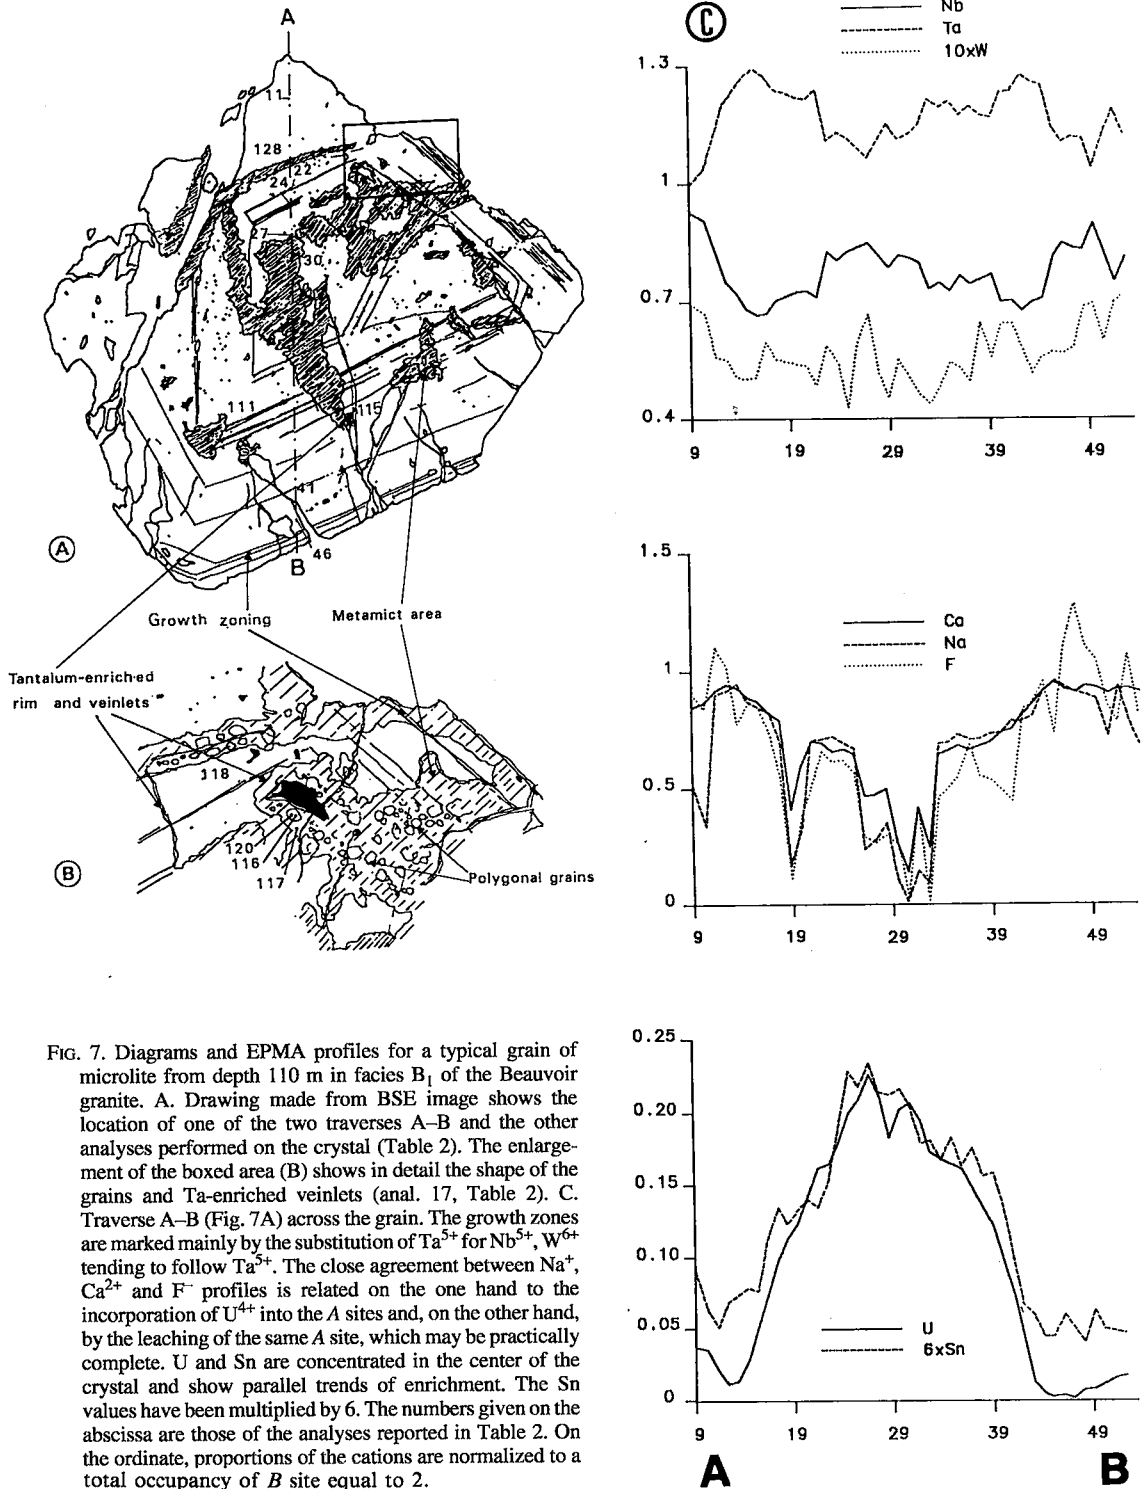 A
11
128
22
24
27
30
111
115
41
46
B
A
Growth zoning
Metamict area
Tantalum-enriched
rim and veinlets
118
120
116
117
B
Polygonal grains
C
Nb
Ta
10xW
1.3
1
0.7
0.4
9 19 29 39 49
1.5
Ca
Na
F
1
0.5
0
9 19 29 39 49
0.25
0.20
0.15
0.10
0.05
0
U
6xSn
9 19 29 39 49
A B
FIG. 7. Diagrams and EPMA profiles for a typical grain of
microlite from depth 110 m in facies B1 of the Beauvoir
granite. A. Drawing made from BSE image shows the
location of one of the two traverses A–B and the other
analyses performed on the crystal (Table 2). The enlarge-
ment of the boxed area (B) shows in detail the shape of the
grains and Ta-enriched veinlets (anal. 17, Table 2). C.
Traverse A–B (Fig. 7A) across the grain. The growth zones
are marked mainly by the substitution of Ta5+ for Nb5+, W6+
tending to follow Ta5+. The close agreement between Na+,
Ca2+ and F– profiles is related on the one hand to the
incorporation of U4+ into the A sites and, on the other hand,
by the leaching of the same A site, which may be practically
complete. U and Sn are concentrated in the center of the
crystal and show parallel trends of enrichment. The Sn
values have been multiplied by 6. The numbers given on the
abscissa are those of the analyses reported in Table 2. On
the ordinate, proportions of the cations are normalized to a
total occupancy of B site equal to 2.